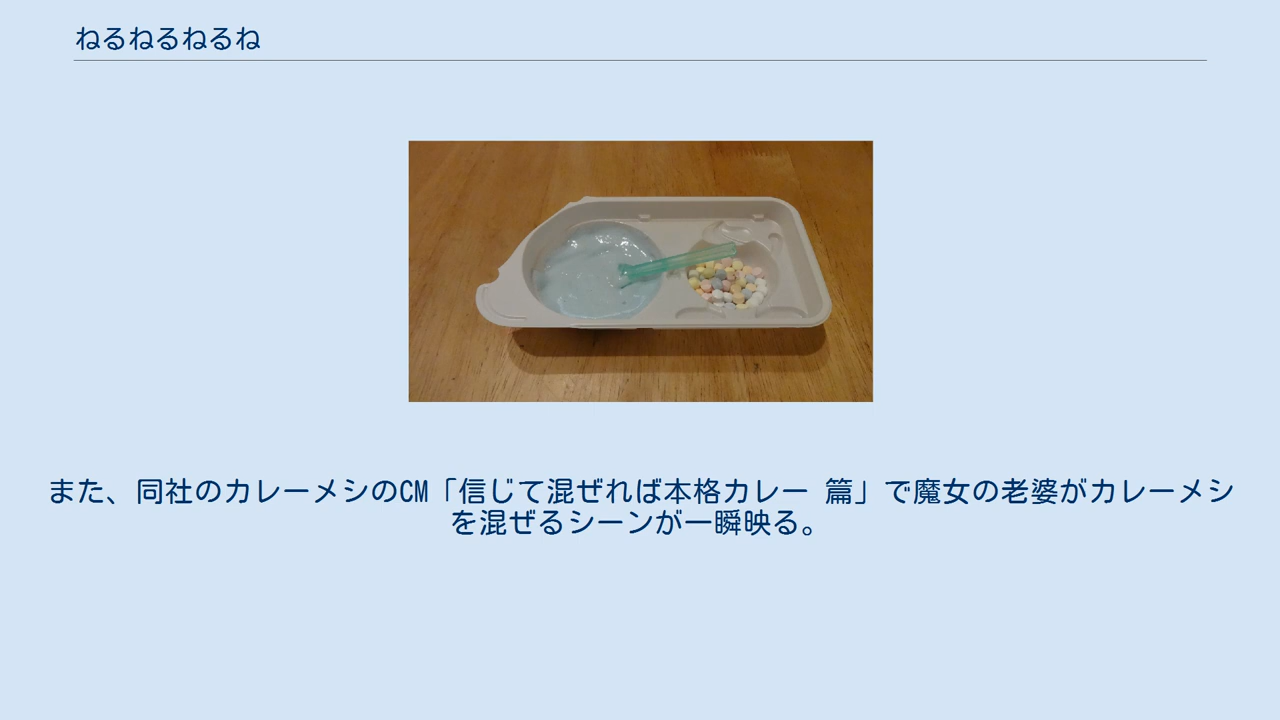 ねるねるねるね
また、同社のカレーメシのCM「信じて混ぜれば本格カレー 篇」で魔女の老婆がカレーメシ
を混ぜるシーンが一瞬映る。